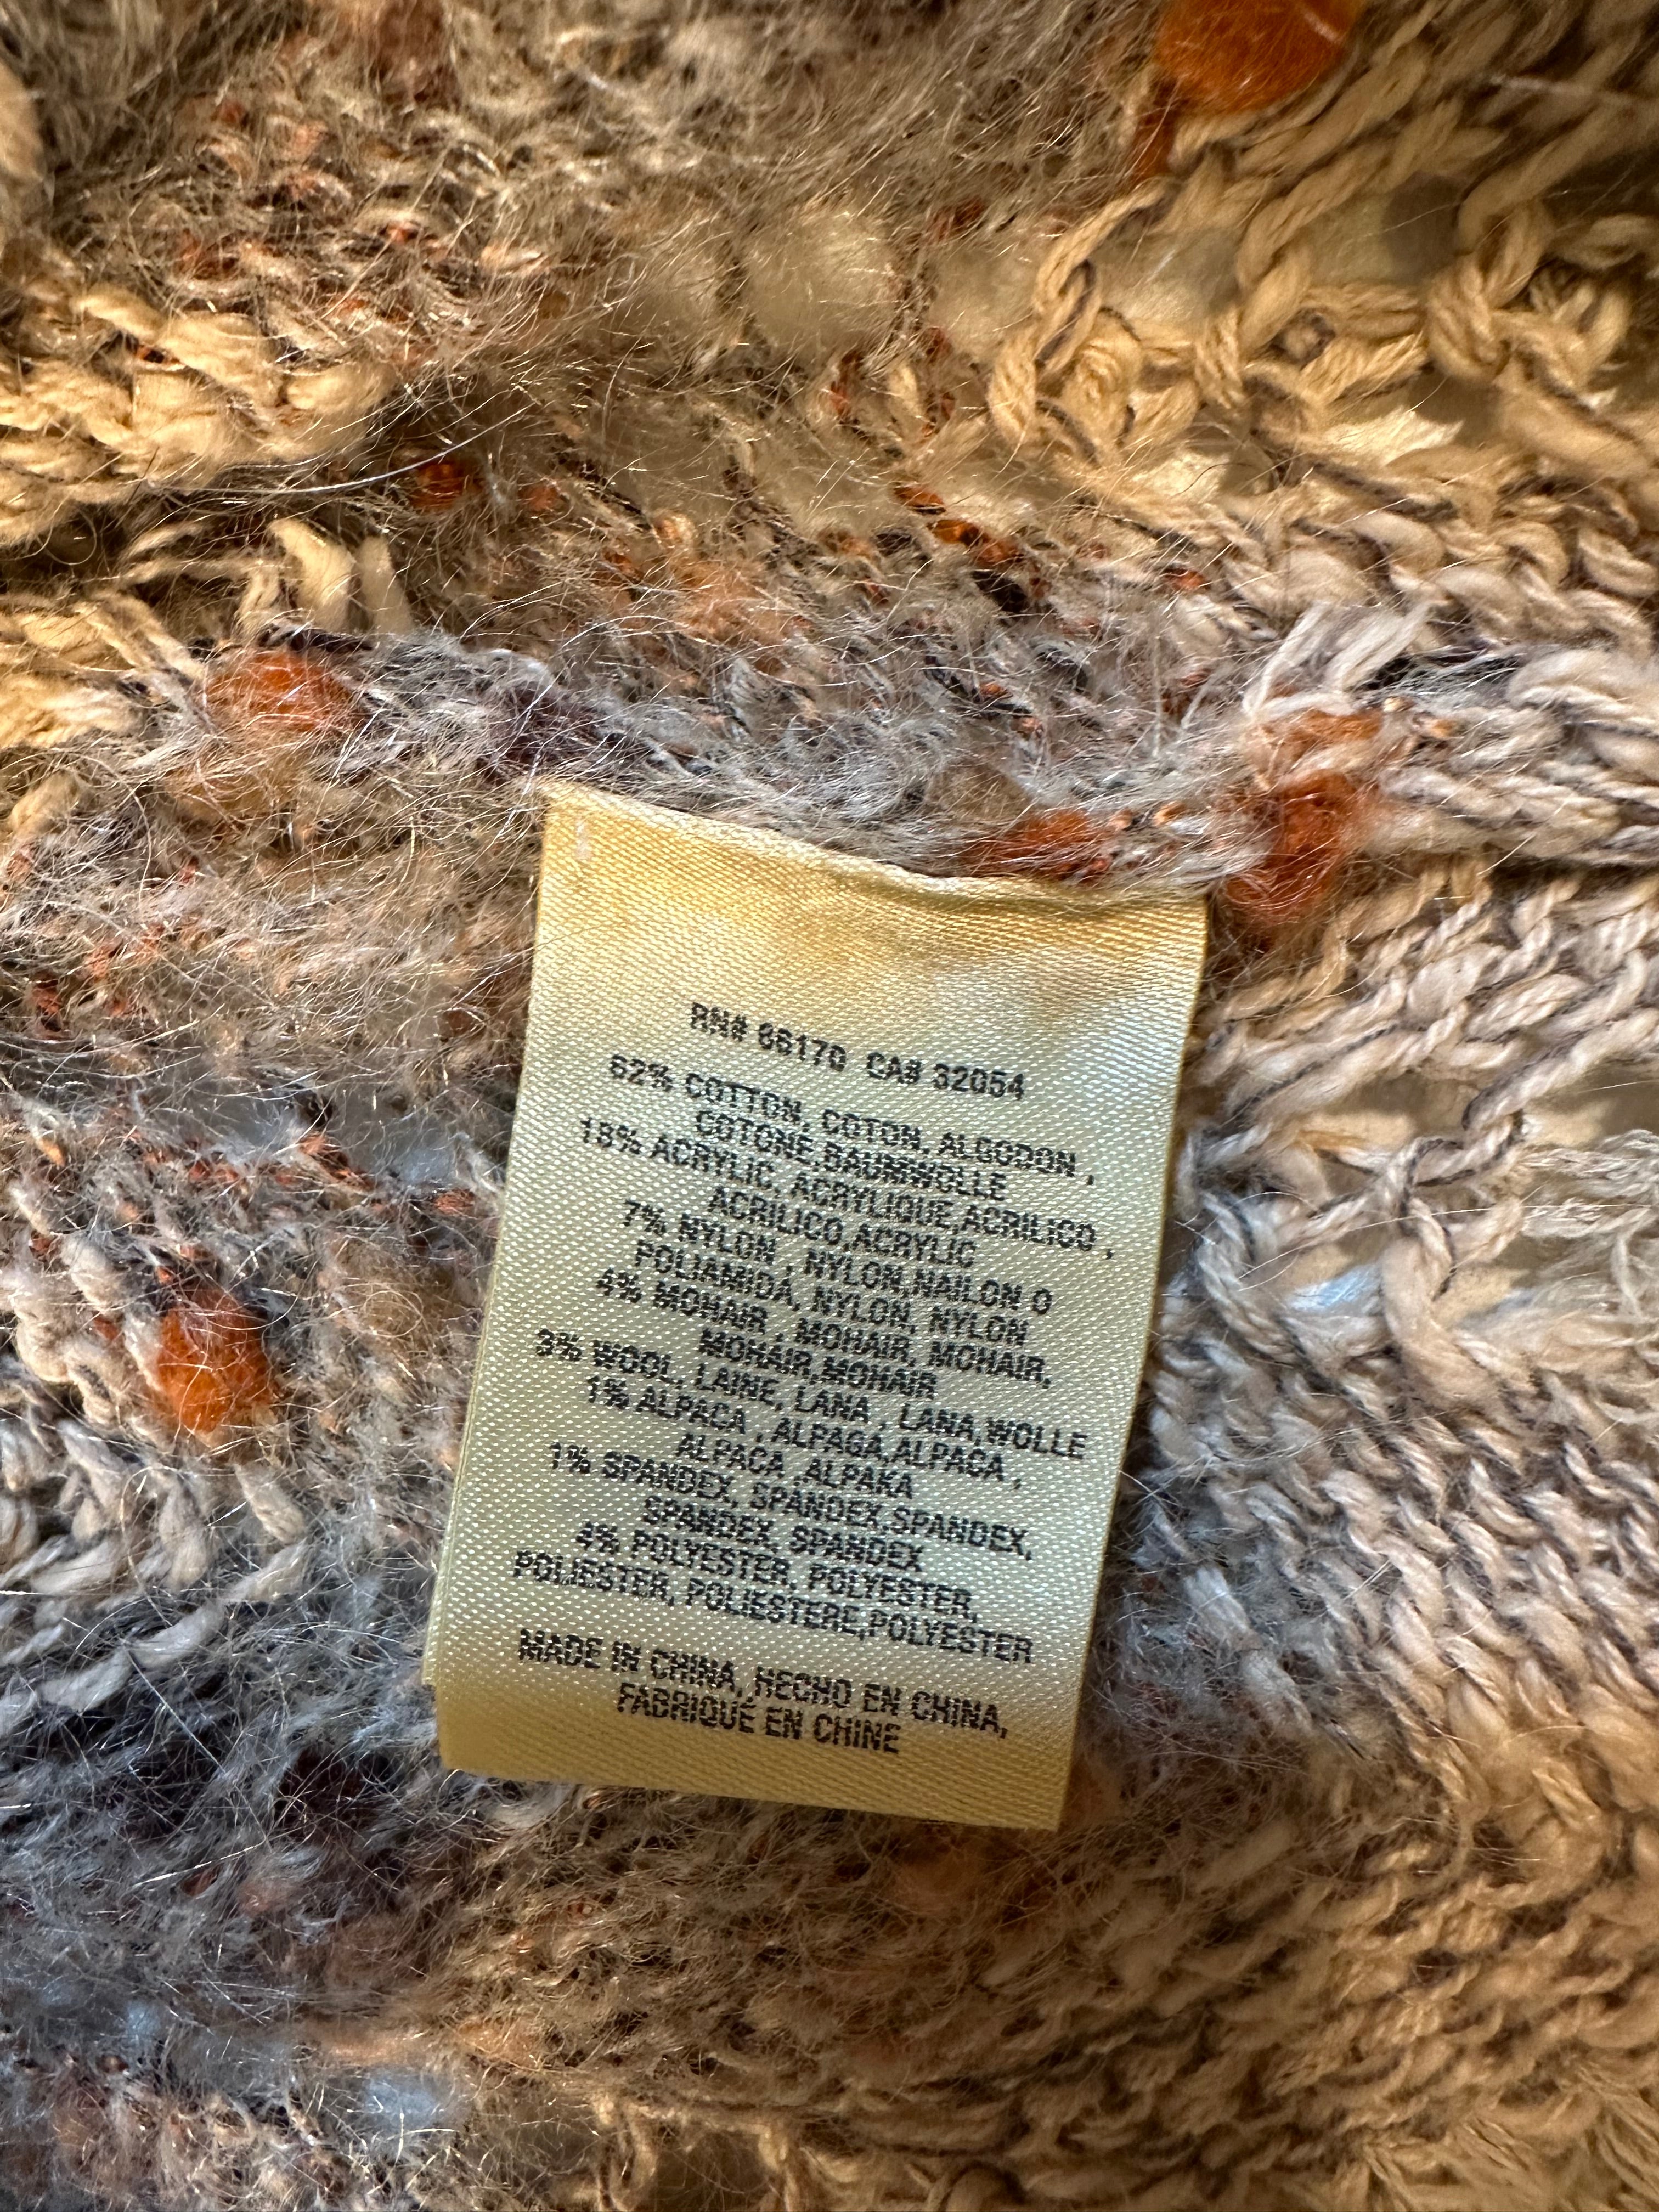 RN# 66170 CA# 32054
62% COTTON, COTON, ALGODON ,
COTONE,BAUMWOLLE
18% ACRYLIC, ACRYLIQUE,ACRILICO ,
ACRILICO,ACRYLIC
7% NYLON , NYLON,NAILON O
POLIAMIDA, NYLON, NYLON
4% MOHAIR , MOHAIR, MOHAIR,
MOHAIR,MOHAIR
3% WOOL, LAINE, LANA , LANA,WOLLE
1% ALPACA , ALPAGA,ALPACA ,
ALPACA ,ALPAKA
1% SPANDEX, SPANDEX,SPANDEX,
SPANDEX, SPANDEX
4% POLYESTER, POLYESTER,
POLIESTER, POLIESTERE,POLYESTER
MADE IN CHINA, HECHO EN CHINA,
FABRIQUÉ EN CHINE